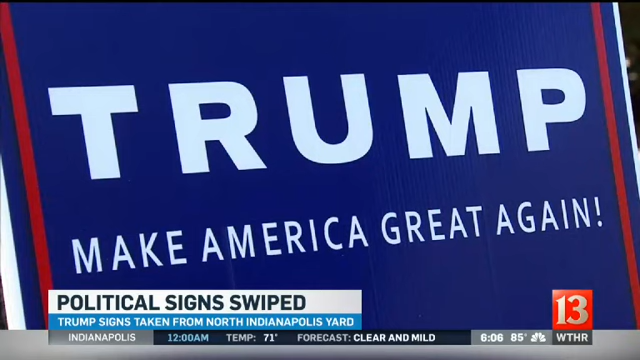 TRUMP
MAKE AMERICA GREAT AGAIN!
POLITICAL SIGNS SWIPED
TRUMP SIGNS TAKEN FROM NORTH INDIANAPOLIS YARD
13
INDIANAPOLIS 12:00AM TEMP: 71° FORECAST: CLEAR AND MILD 6:06 85° WTHR